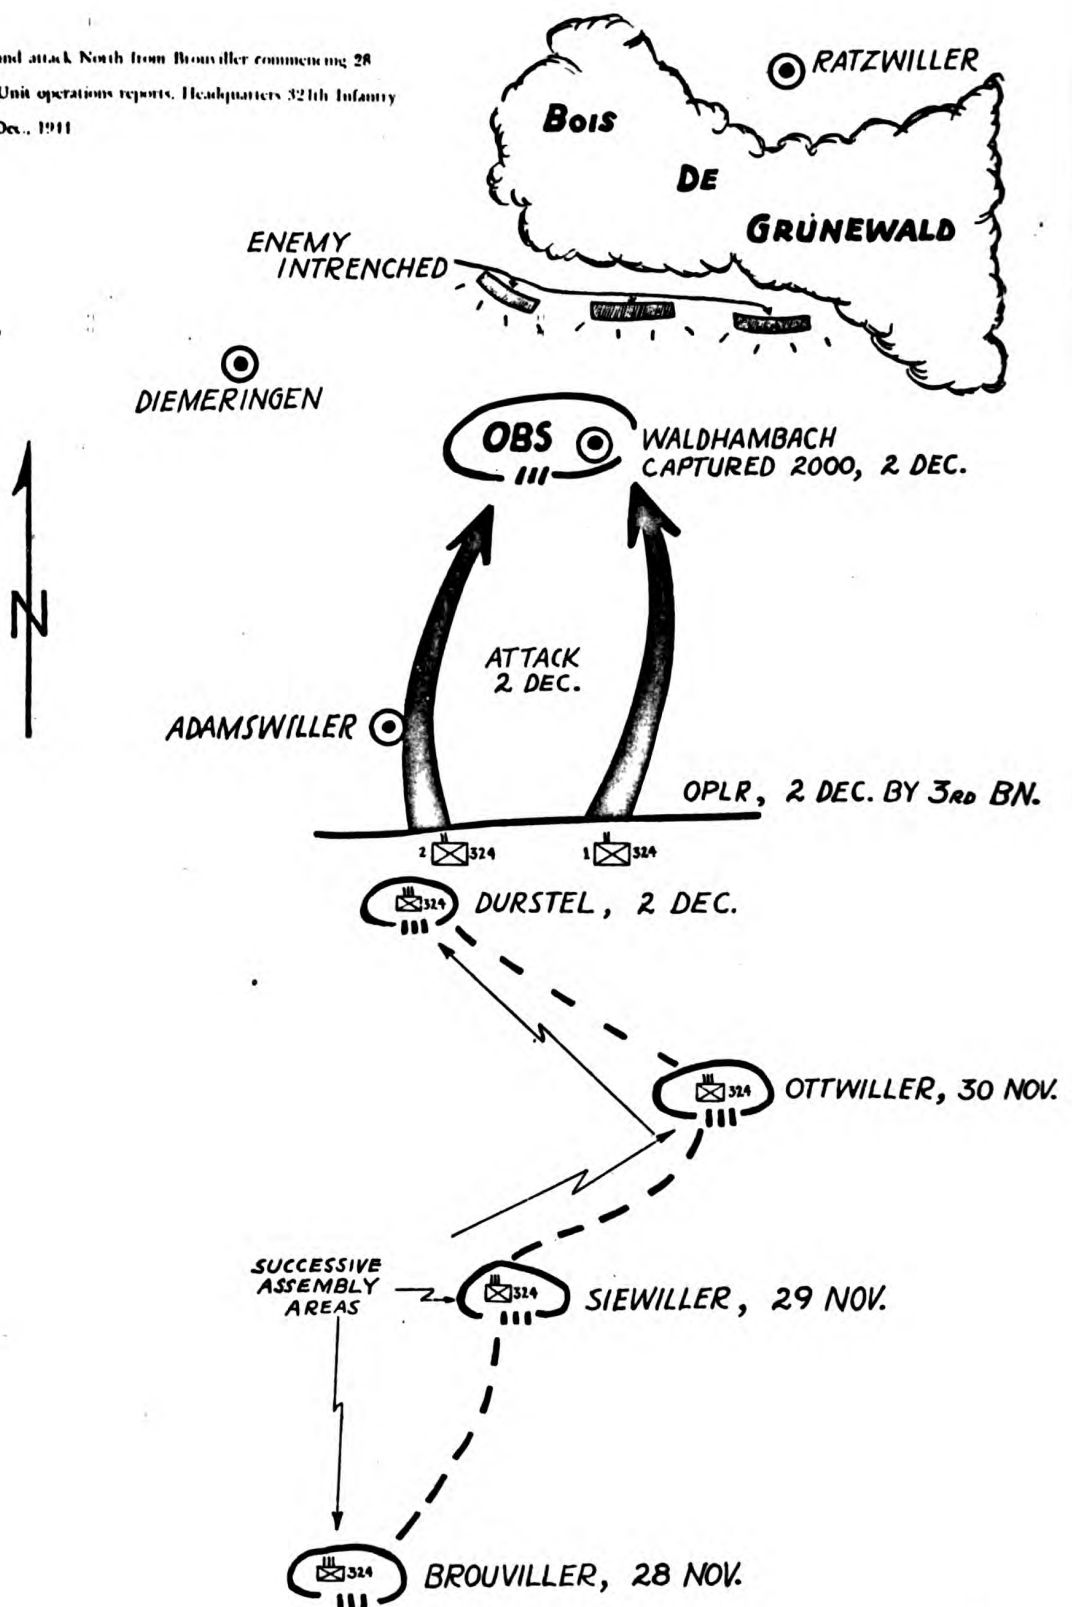 and attack North from Brouviller commencing 28
Unit operations reports, Headquarters 324th Infantry
Dec., 1944
RATZWILLER
BOIS
DE
GRÜNEWALD
ENEMY
INTRENCHED
DIEMERINGEN
OBS
WALDHAMBACH
CAPTURED 2000, 2 DEC.
N
ATTACK
2 DEC.
ADAMSWILLER
OPLR, 2 DEC. BY 3RD BN.
2 324
1 324
324
DURSTEL, 2 DEC.
324
OTTWILLER, 30 NOV.
SUCCESSIVE
ASSEMBLY
AREAS
324
SIEWILLER, 29 NOV.
324
BROUVILLER, 28 NOV.